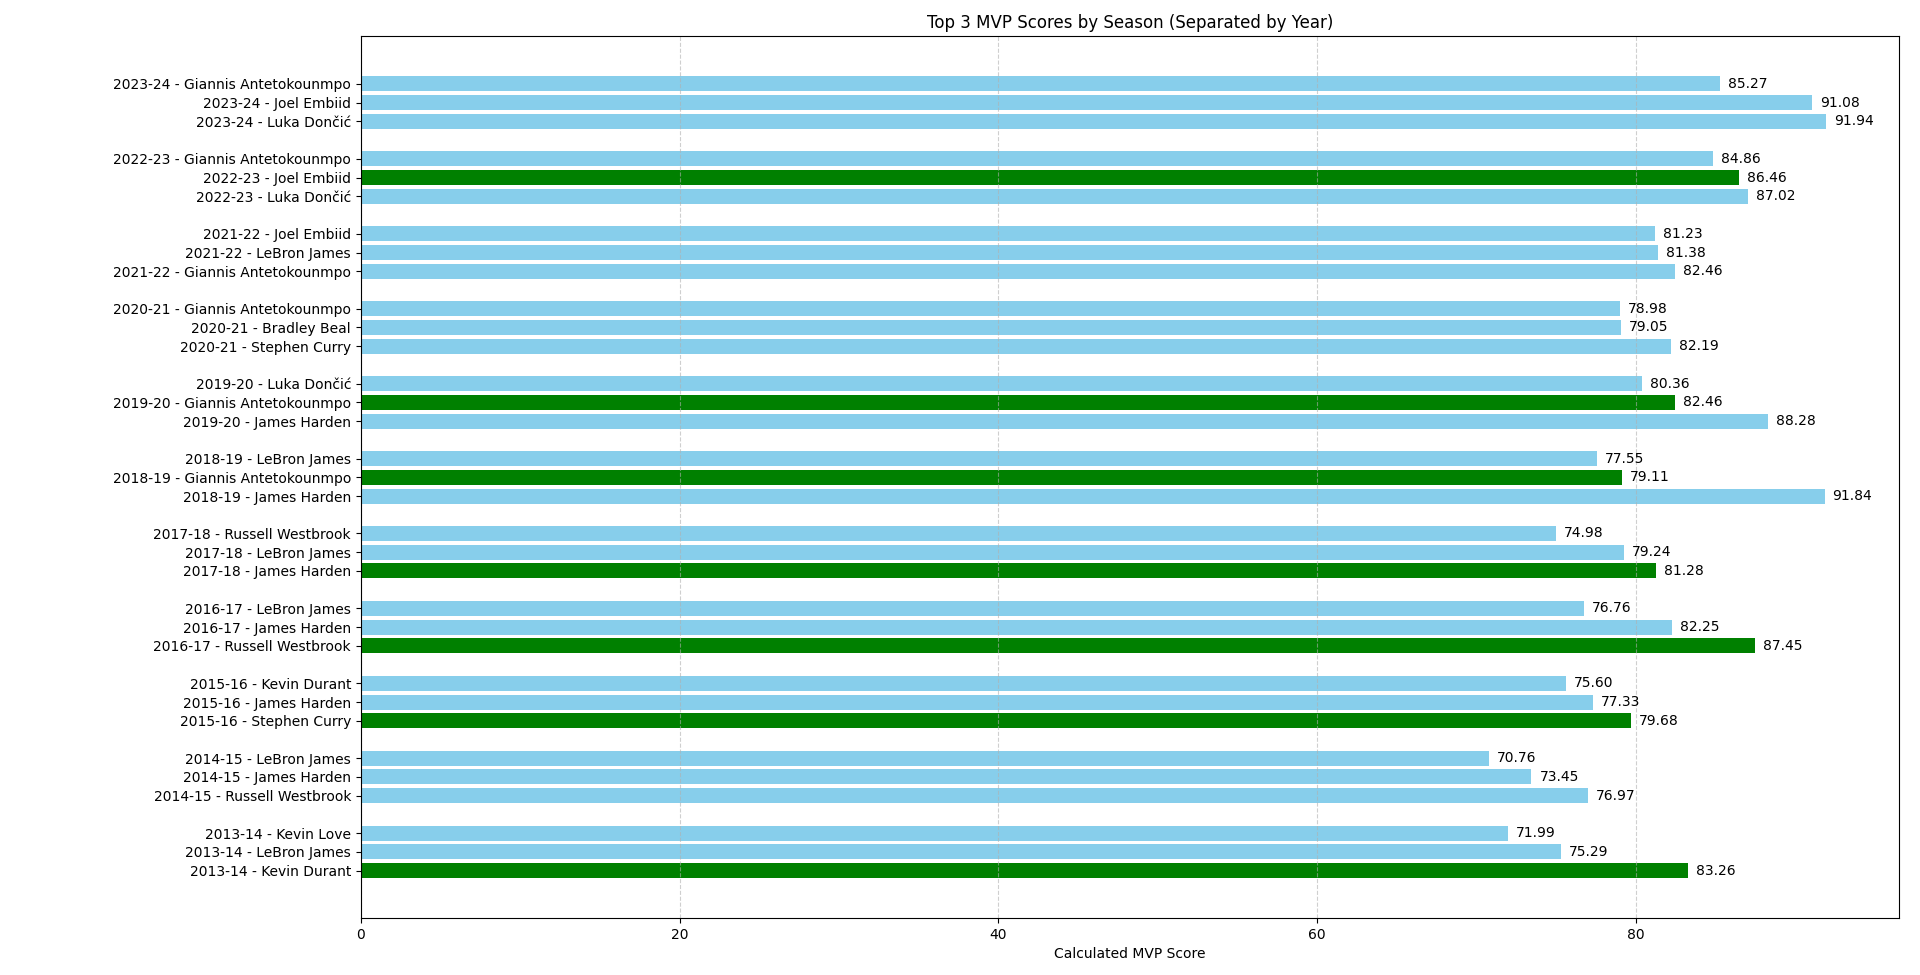 Top 3 MVP Scores by Season (Separated by Year)
2023-24 - Giannis Antetokounmpo 85.27
2023-24 - Joel Embiid 91.08
2023-24 - Luka Dončić 91.94
2022-23 - Giannis Antetokounmpo 84.86
2022-23 - Joel Embiid 86.46
2022-23 - Luka Dončić 87.02
2021-22 - Joel Embiid 81.23
2021-22 - LeBron James 81.38
2021-22 - Giannis Antetokounmpo 82.46
2020-21 - Giannis Antetokounmpo 78.98
2020-21 - Bradley Beal 79.05
2020-21 - Stephen Curry 82.19
2019-20 - Luka Dončić 80.36
2019-20 - Giannis Antetokounmpo 82.46
2019-20 - James Harden 88.28
2018-19 - LeBron James 77.55
2018-19 - Giannis Antetokounmpo 79.11
2018-19 - James Harden 91.84
2017-18 - Russell Westbrook 74.98
2017-18 - LeBron James 79.24
2017-18 - James Harden 81.28
2016-17 - LeBron James 76.76
2016-17 - James Harden 82.25
2016-17 - Russell Westbrook 87.45
2015-16 - Kevin Durant 75.60
2015-16 - James Harden 77.33
2015-16 - Stephen Curry 79.68
2014-15 - LeBron James 70.76
2014-15 - James Harden 73.45
2014-15 - Russell Westbrook 76.97
2013-14 - Kevin Love 71.99
2013-14 - LeBron James 75.29
2013-14 - Kevin Durant 83.26
0 20 40 60 80
Calculated MVP Score